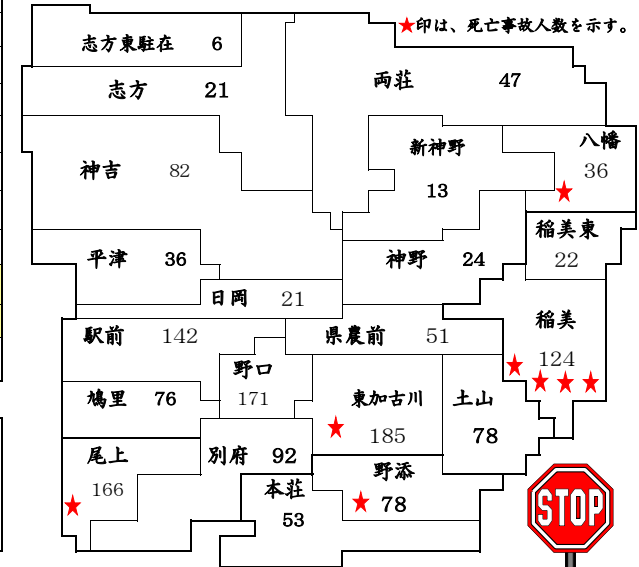 ★印は、死亡事故人数を示す。
志方東駐在 6
志方 21
両荘 47
新神野
13
八幡
36
★
神吉 82
稲美東
22
平津 36
神野 24
日岡 21
稲美
124
★ ★ ★ ★
駅前 142
県農前 51
野口
171
鳩里 76
東加古川
★ 185
土山
78
尾上
166
★
別府 92
野添
★ 78
本荘
53
STOP